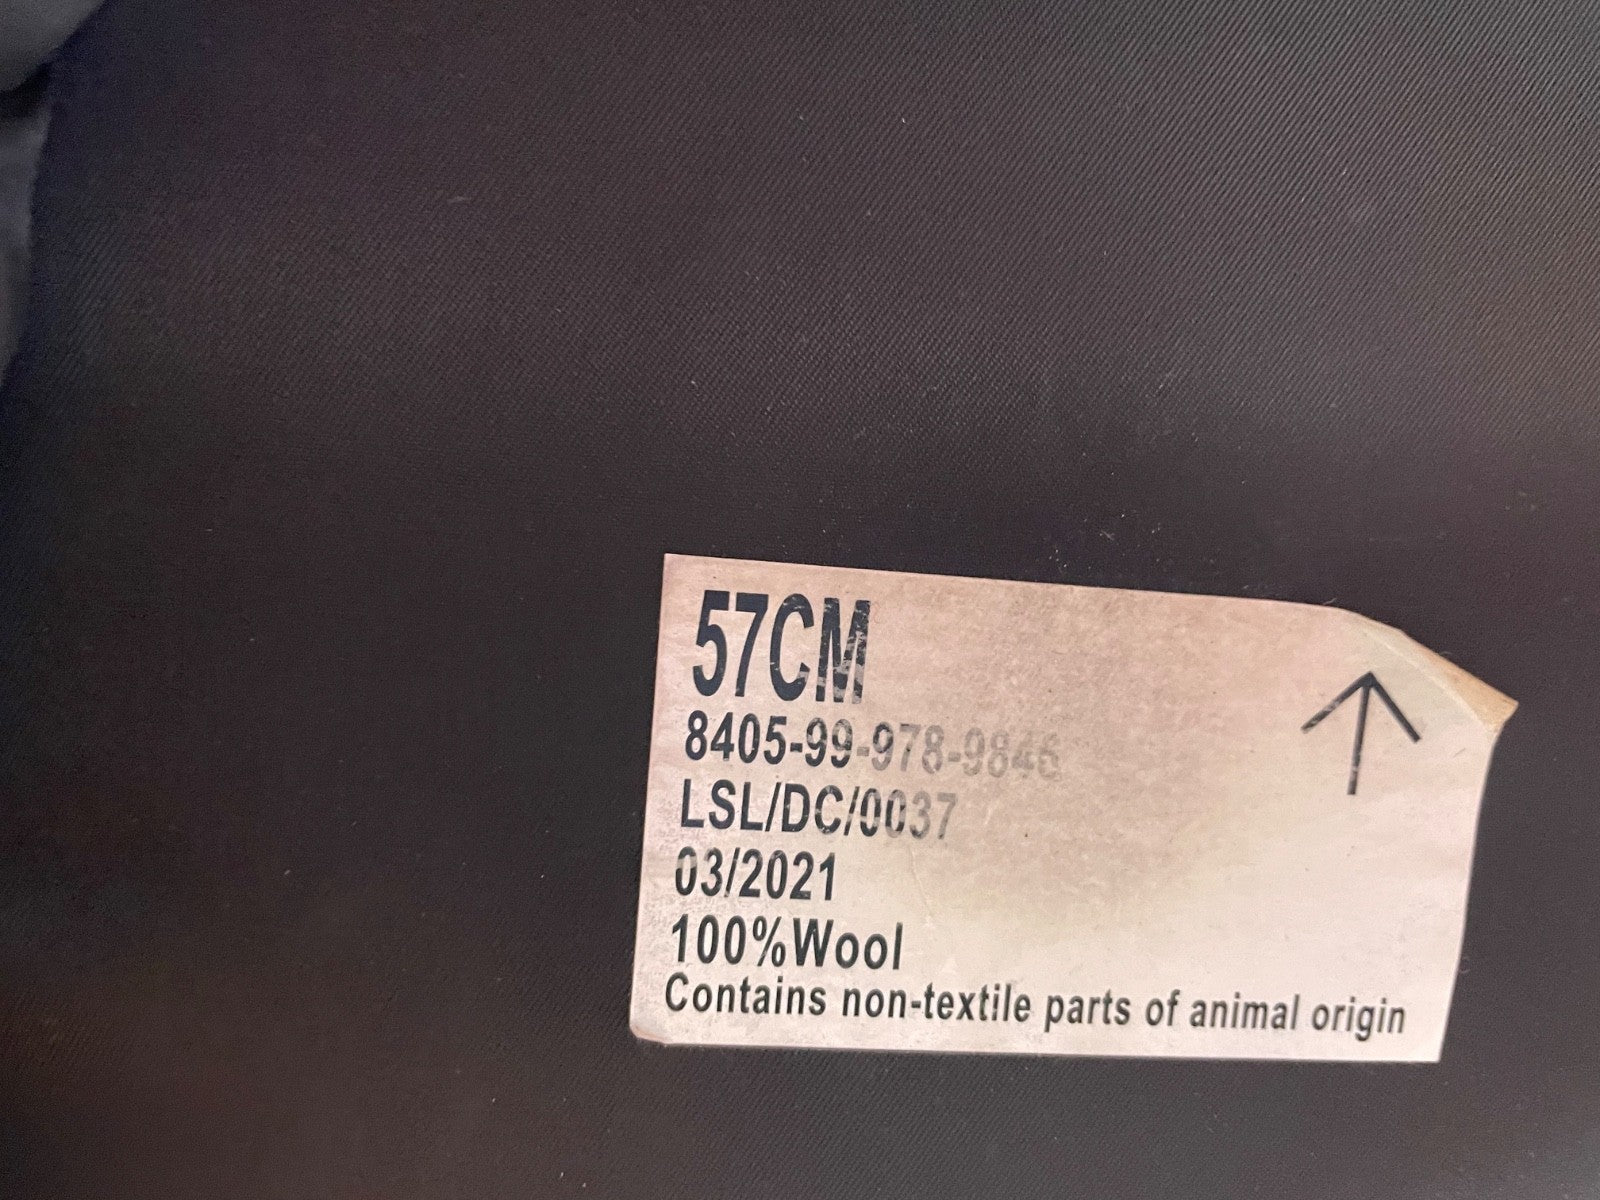 57CM
8405-99-978-9846
LSL/DC/0037
03/2021
100%Wool
Contains non-textile parts of animal origin